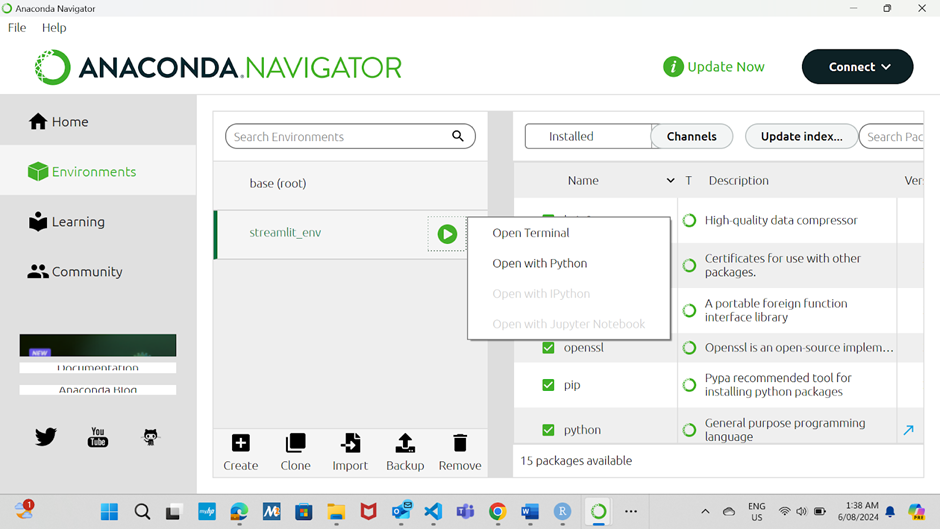 Anaconda Navigator
File Help
ANACONDA.NAVIGATOR
i Update Now
Connect
Home
Environments
Learning
Community
NEW
Documentation
Anaconda Blog
You
Tube
Search Environments
base (root)
streamlit_env
Open Terminal
Open with Python
Open with IPython
Open with Jupyter Notebook
Create
Clone
Import
Backup
Remove
Installed
Channels
Update index...
Search Pac
Name
T
Description
Ver
High-quality data compressor
Certificates for use with other
packages.
A portable foreign function
interface library
openssl
Openssl is an open-source implem...
pip
Pypa recommended tool for
installing python packages
python
General purpose programming
language
15 packages available
1
ENG
US
1:38 AM
6/08/2024
PRE